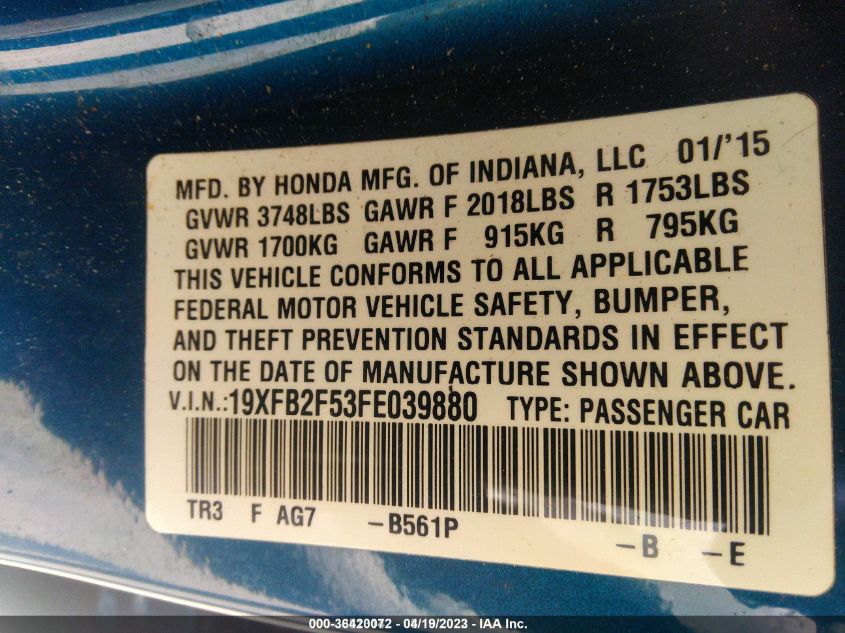 MFD. BY HONDA MFG. OF INDIANA, LLC 01/'15
GVWR 3748LBS GAWR F 2018LBS R 1753LBS
GVWR 1700KG GAWR F 915KG R 795KG
THIS VEHICLE CONFORMS TO ALL APPLICABLE
FEDERAL MOTOR VEHICLE SAFETY, BUMPER,
AND THEFT PREVENTION STANDARDS IN EFFECT
ON THE DATE OF MANUFACTURE SHOWN ABOVE.
V.I.N.: 19XFB2F53FE039880 TYPE: PASSENGER CAR
TR3 F AG7 -B561P -B -E
000-36420072 - 04/19/2023 - IAA Inc.